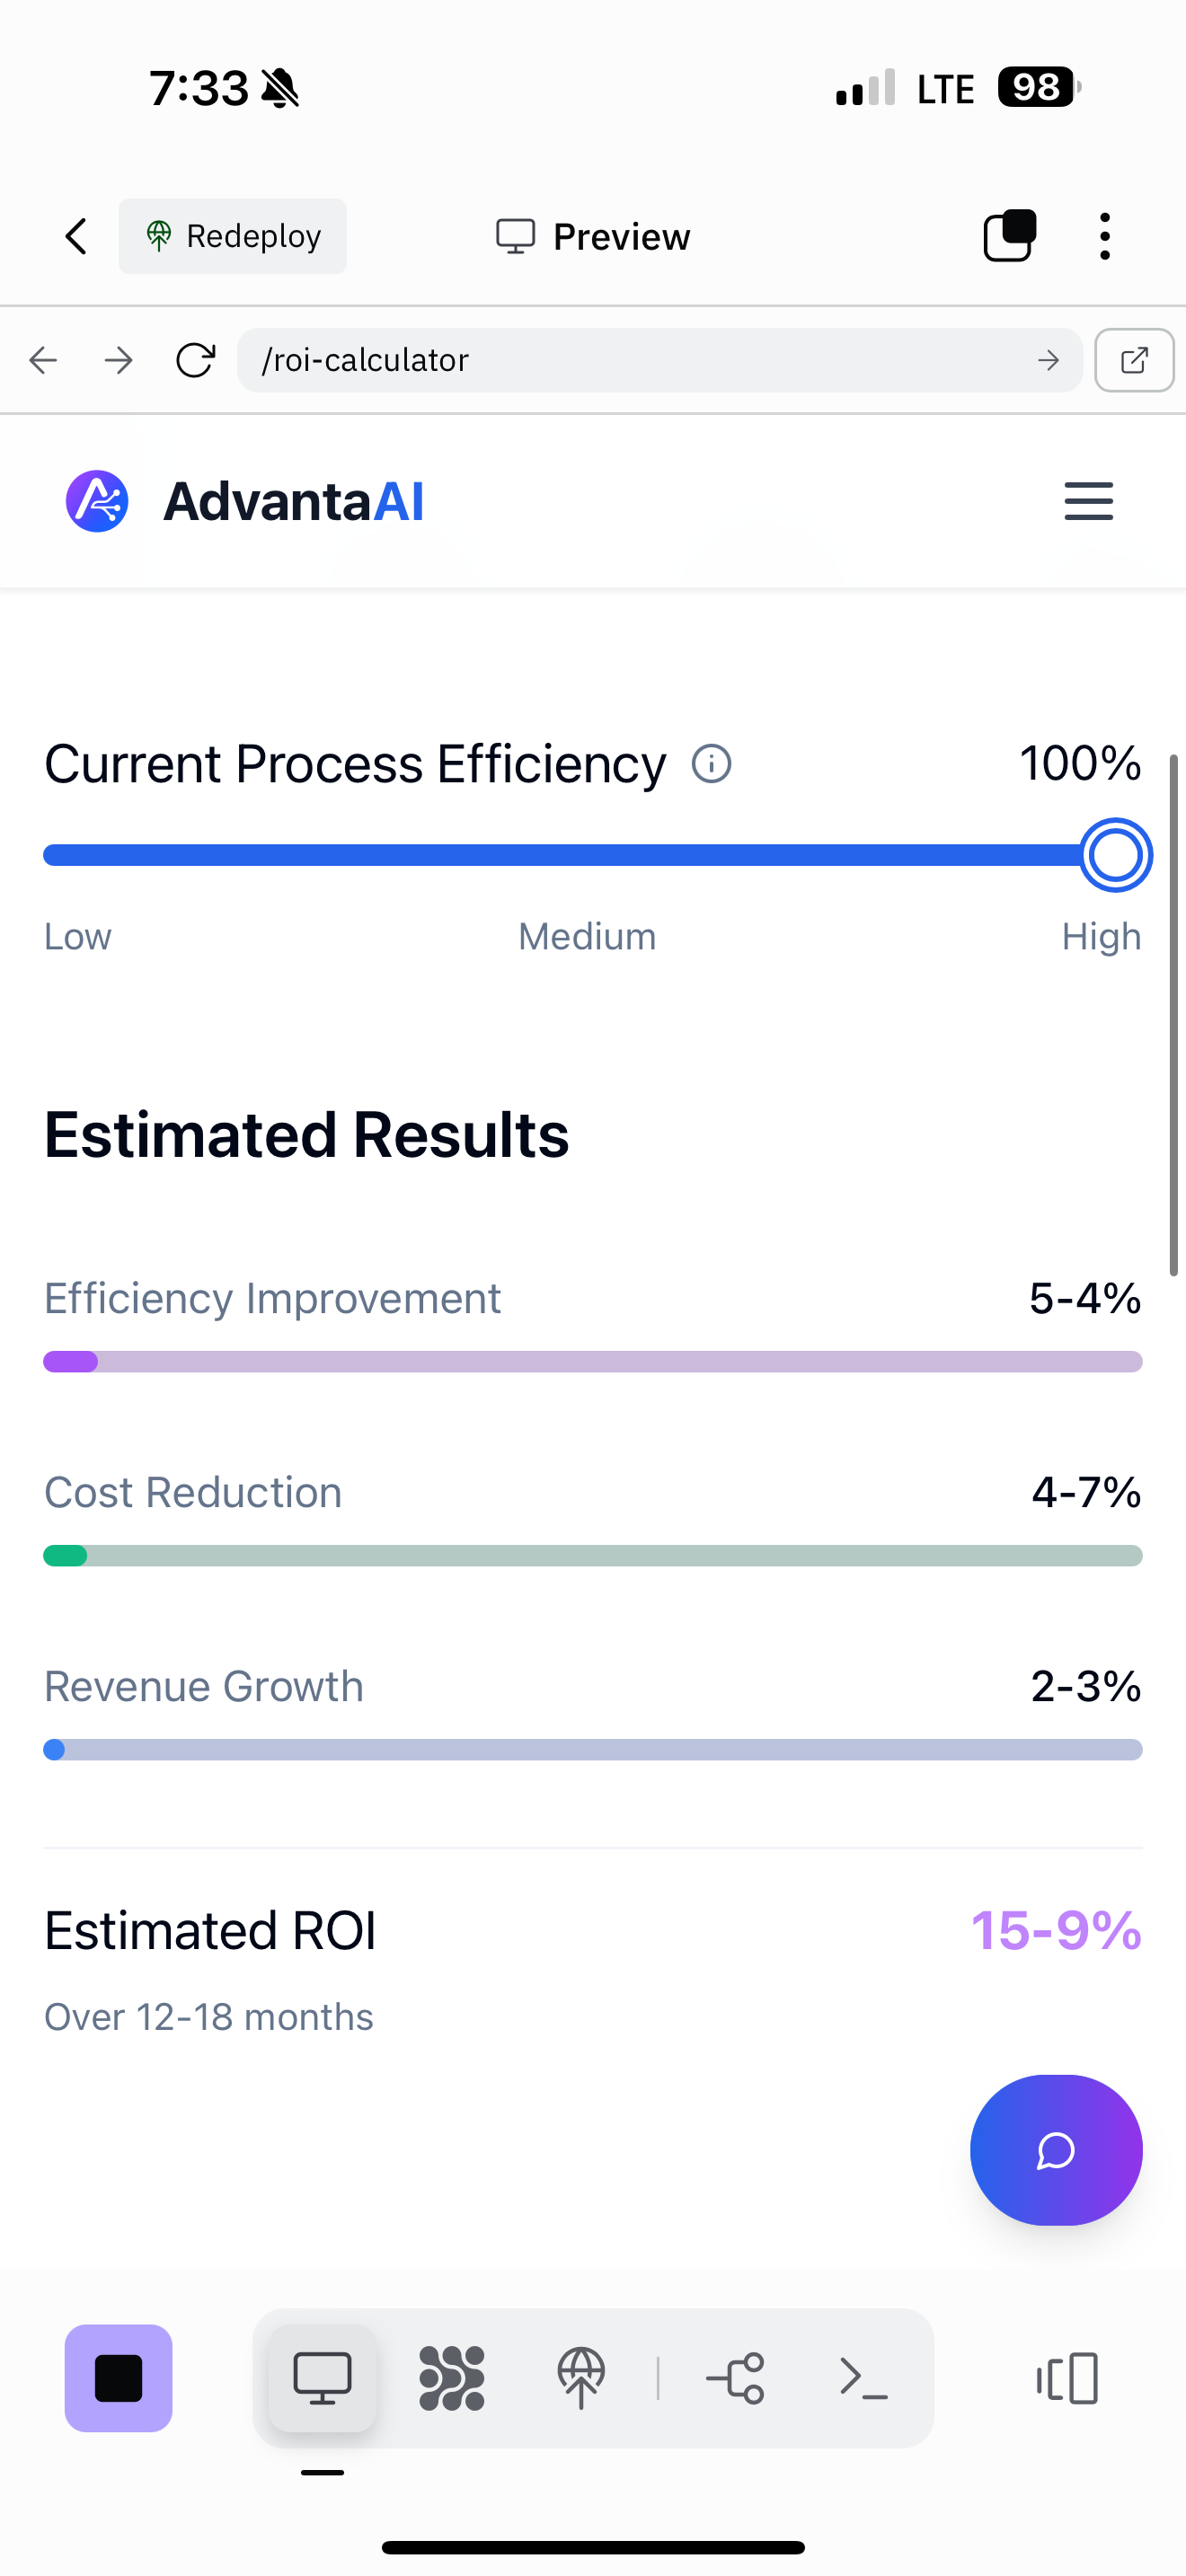 7:33
LTE 98
Redeploy
Preview
/roi-calculator
AdvantaAI
Current Process Efficiency 100%
Low Medium High
Estimated Results
Efficiency Improvement 5-4%
Cost Reduction 4-7%
Revenue Growth 2-3%
Estimated ROI 15-9%
Over 12-18 months